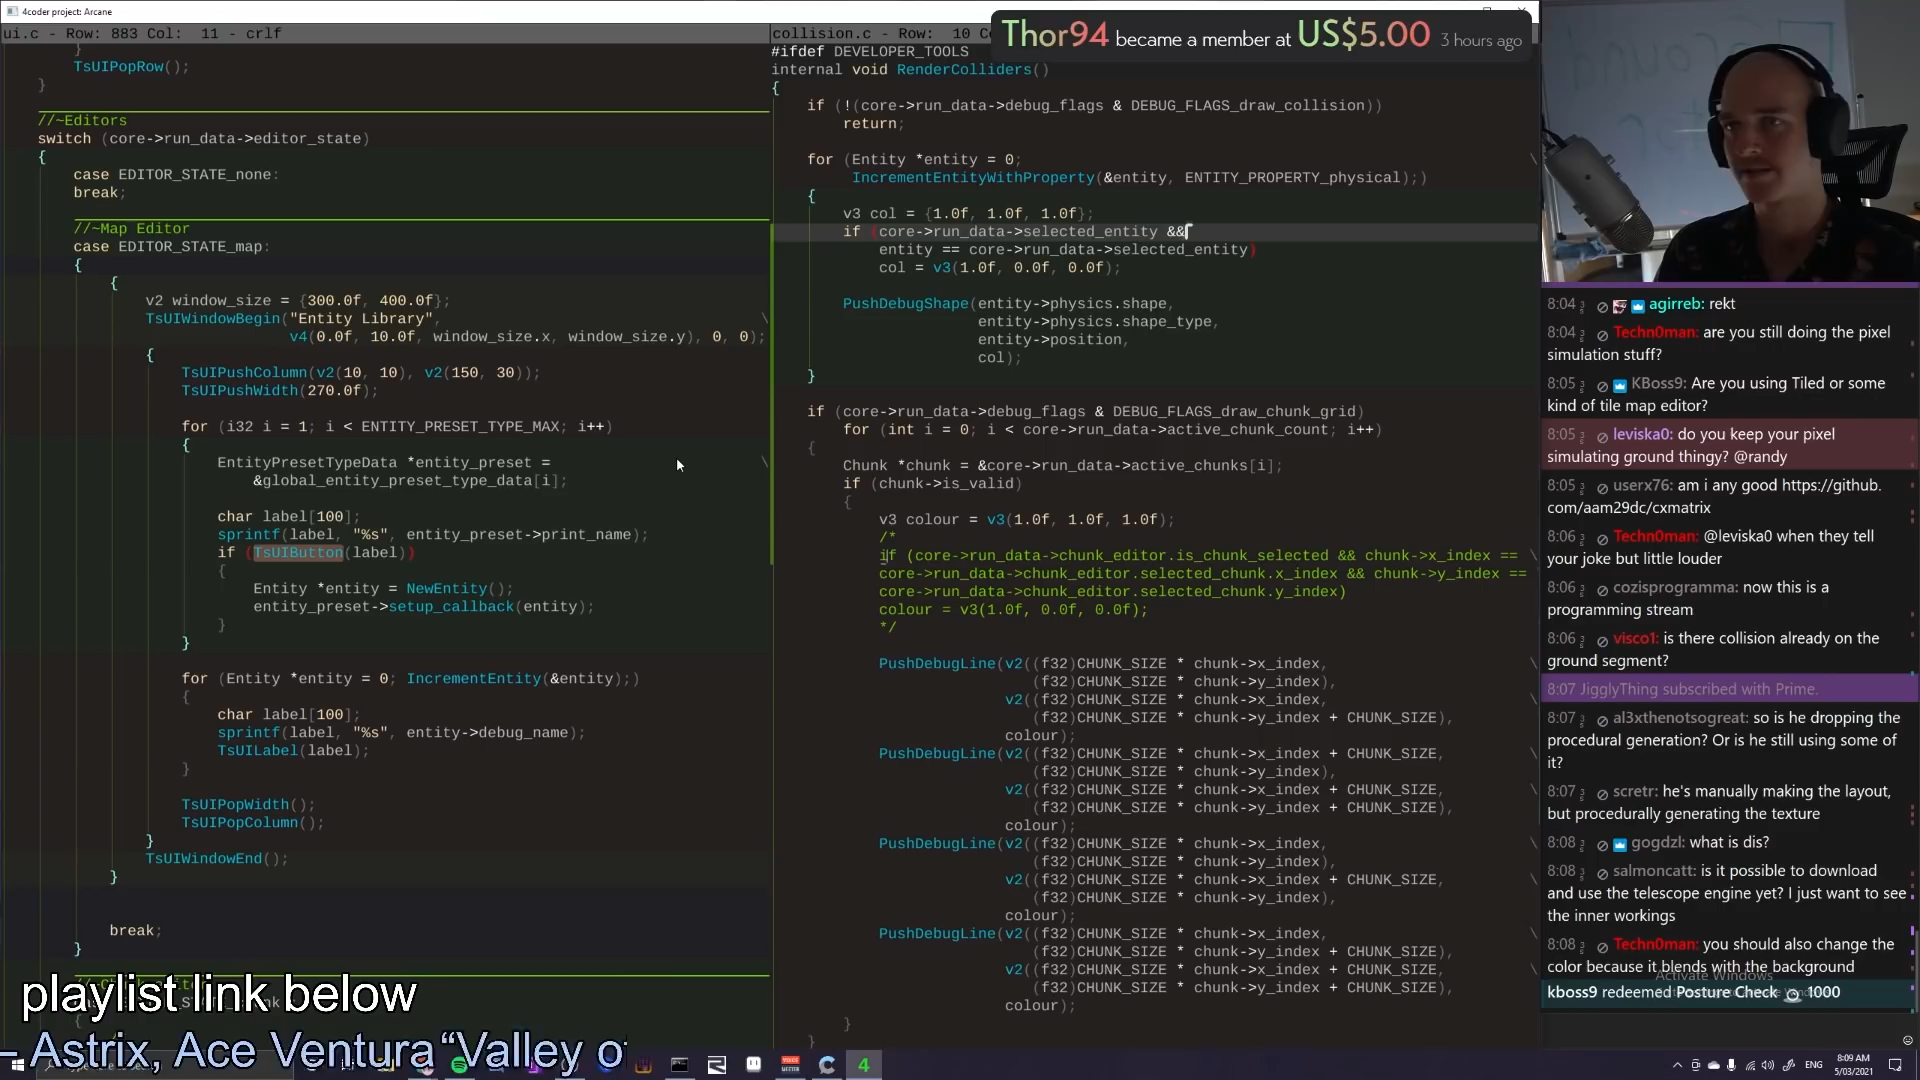 4coder project: Arcane
ui.c - Row: 883 Col: 11 - crlf
}
TsUIPopRow();
}
//~Editors
switch (core->run_data->editor_state)
{
case EDITOR_STATE_none:
break;
//~Map Editor
case EDITOR_STATE_map:
{
{
v2 window_size = {300.0f, 400.0f};
TsUIWindowBegin("Entity Library", \
v4(0.0f, 10.0f, window_size.x, window_size.y), 0, 0);
{
TsUIPushColumn(v2(10, 10), v2(150, 30));
TsUIPushWidth(270.0f);
for (i32 i = 1; i < ENTITY_PRESET_TYPE_MAX; i++)
{
EntityPresetTypeData *entity_preset = \
&global_entity_preset_type_data[i];
char label[100];
sprintf(label, "%s", entity_preset->print_name);
if (TsUIButton(label))
{
Entity *entity = NewEntity();
entity_preset->setup_callback(entity);
}
}
for (Entity *entity = 0; IncrementEntity(&entity);)
{
char label[100];
sprintf(label, "%s", entity->debug_name);
TsUILabel(label);
}
TsUIPopWidth();
TsUIPopColumn();
}
TsUIWindowEnd();
}
break;
}
playlist link below
- Astrix, Ace Ventura “Valley o
collision.c - Row: 10
#ifdef DEVELOPER_TOOLS
internal void RenderColliders()
{
if (!(core->run_data->debug_flags & DEBUG_FLAGS_draw_collision))
return;
for (Entity *entity = 0; \
IncrementEntityWithProperty(&entity, ENTITY_PROPERTY_physical);)
{
v3 col = {1.0f, 1.0f, 1.0f};
if (core->run_data->selected_entity &&
entity == core->run_data->selected_entity)
col = v3(1.0f, 0.0f, 0.0f);
PushDebugShape(entity->physics.shape,
entity->physics.shape_type,
entity->position,
col);
}
if (core->run_data->debug_flags & DEBUG_FLAGS_draw_chunk_grid)
for (int i = 0; i < core->run_data->active_chunk_count; i++)
{
Chunk *chunk = &core->run_data->active_chunks[i];
if (chunk->is_valid)
{
v3 colour = v3(1.0f, 1.0f, 1.0f);
/*
if (core->run_data->chunk_editor.is_chunk_selected && chunk->x_index == \
core->run_data->chunk_editor.selected_chunk.x_index && chunk->y_index == \
core->run_data->chunk_editor.selected_chunk.y_index)
colour = v3(1.0f, 0.0f, 0.0f);
*/
PushDebugLine(v2((f32)CHUNK_SIZE * chunk->x_index, \
(f32)CHUNK_SIZE * chunk->y_index), \
v2((f32)CHUNK_SIZE * chunk->x_index, \
(f32)CHUNK_SIZE * chunk->y_index + CHUNK_SIZE), \
colour);
PushDebugLine(v2((f32)CHUNK_SIZE * chunk->x_index + CHUNK_SIZE, \
(f32)CHUNK_SIZE * chunk->y_index), \
v2((f32)CHUNK_SIZE * chunk->x_index + CHUNK_SIZE, \
(f32)CHUNK_SIZE * chunk->y_index + CHUNK_SIZE), \
colour);
PushDebugLine(v2((f32)CHUNK_SIZE * chunk->x_index, \
(f32)CHUNK_SIZE * chunk->y_index), \
v2((f32)CHUNK_SIZE * chunk->x_index + CHUNK_SIZE, \
(f32)CHUNK_SIZE * chunk->y_index), \
colour);
PushDebugLine(v2((f32)CHUNK_SIZE * chunk->x_index, \
(f32)CHUNK_SIZE * chunk->y_index + CHUNK_SIZE), \
v2((f32)CHUNK_SIZE * chunk->x_index + CHUNK_SIZE, \
(f32)CHUNK_SIZE * chunk->y_index + CHUNK_SIZE), \
colour);
}
}
Thor94 became a member at US$5.00 3 hours ago
8:04 agirreb: rekt
8:04 Techn0man: are you still doing the pixel
simulation stuff?
8:05 KBoss9: Are you using Tiled or some
kind of tile map editor?
8:05 leviska0: do you keep your pixel
simulating ground thingy? @randy
8:05 userx76: am i any good https://github.
com/aam29dc/cxmatrix
8:06 Techn0man: @leviska0 when they tell
your joke but little louder
8:06 cozisprogramma: now this is a
programming stream
8:06 visco1: is there collision already on the
ground segment?
8:07 JigglyThing subscribed with Prime.
8:07 al3xthenotsogreat: so is he dropping the
procedural generation? Or is he still using some of
it?
8:07 scretr: he's manually making the layout,
but procedurally generating the texture
8:08 gogdzl: what is dis?
8:08 salmoncatt: is it possible to download
and use the telescope engine yet? I just want to see
the inner workings
8:08 Techn0man: you should also change the
color because it blends with the background
Activate Windows
kboss9 redeemed Posture Check 1000
ENG
8:09 AM
5/03/2021